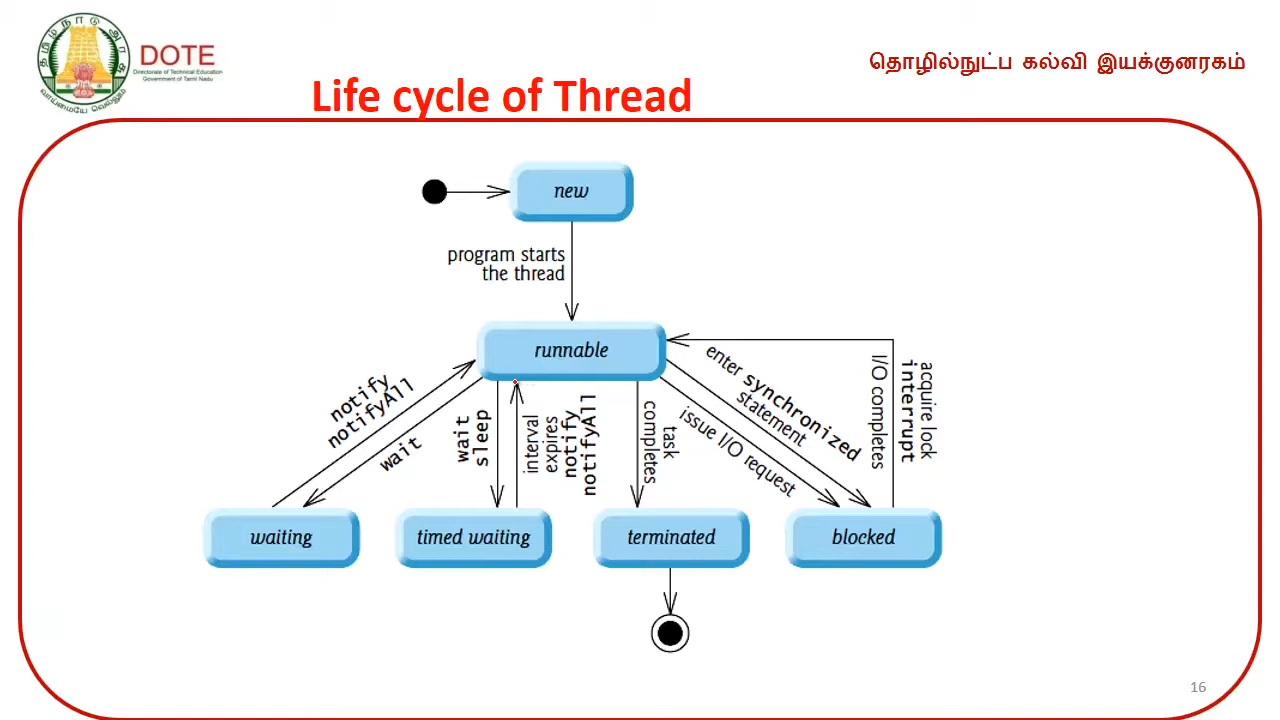 தமிழ் நாடு அரசு
வாய்மையே வெல்லும்
DOTE
Directorate of Technical Education
Government of Tamil Nadu
தொழில்நுட்ப கல்வி இயக்குனரகம்
Life cycle of Thread
new
program starts
the thread
runnable
notify
notifyAll
wait
wait
sleep
interval
expires
notify
notifyAll
task
completes
enter synchronized
statement
issue I/O request
I/O completes
acquire lock
interrupt
waiting
timed waiting
terminated
blocked
16